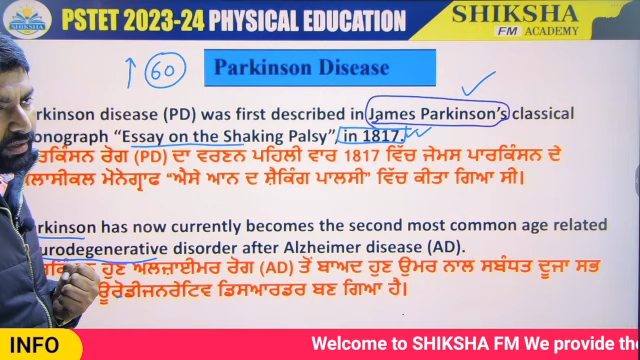 SHIKSHA
PSTET 2023-24 PHYSICAL EDUCATION
SHIKSHA
FM ACADEMY
↑ 60
Parkinson Disease
rkinson disease (PD) was first described in James Parkinson's classical
onograph “Essay on the Shaking Palsy”, in 1817.
ਰਕਿੰਸਨ ਰੋਗ (PD) ਦਾ ਵਰਣਨ ਪਹਿਲੀ ਵਾਰ 1817 ਵਿੱਚ ਜੇਮਸ ਪਾਰਕਿੰਸਨ ਦੇ
ਲਾਸੀਕਲ ਮੋਨੋਗ੍ਰਾਫ “ਐਸੇ ਆਨ ਦ ਸ਼ੈਕਿੰਗ ਪਾਲਸੀ” ਵਿੱਚ ਕੀਤਾ ਗਿਆ ਸੀ।
arkinson has now currently becomes the second most common age related
urodegenerative disorder after Alzheimer disease (AD).
ਹੁਣ ਅਲਜ਼ਾਈਮਰ ਰੋਗ (AD) ਤੋਂ ਬਾਅਦ ਹੁਣ ਉਮਰ ਨਾਲ ਸਬੰਧਤ ਦੂਜਾ ਸਭ
ਊਰੋਡੀਜਨਰੇਟਿਵ ਡਿਸਆਰਡਰ ਬਣ ਗਿਆ ਹੈ।
INFO
Welcome to SHIKSHA FM We provide the